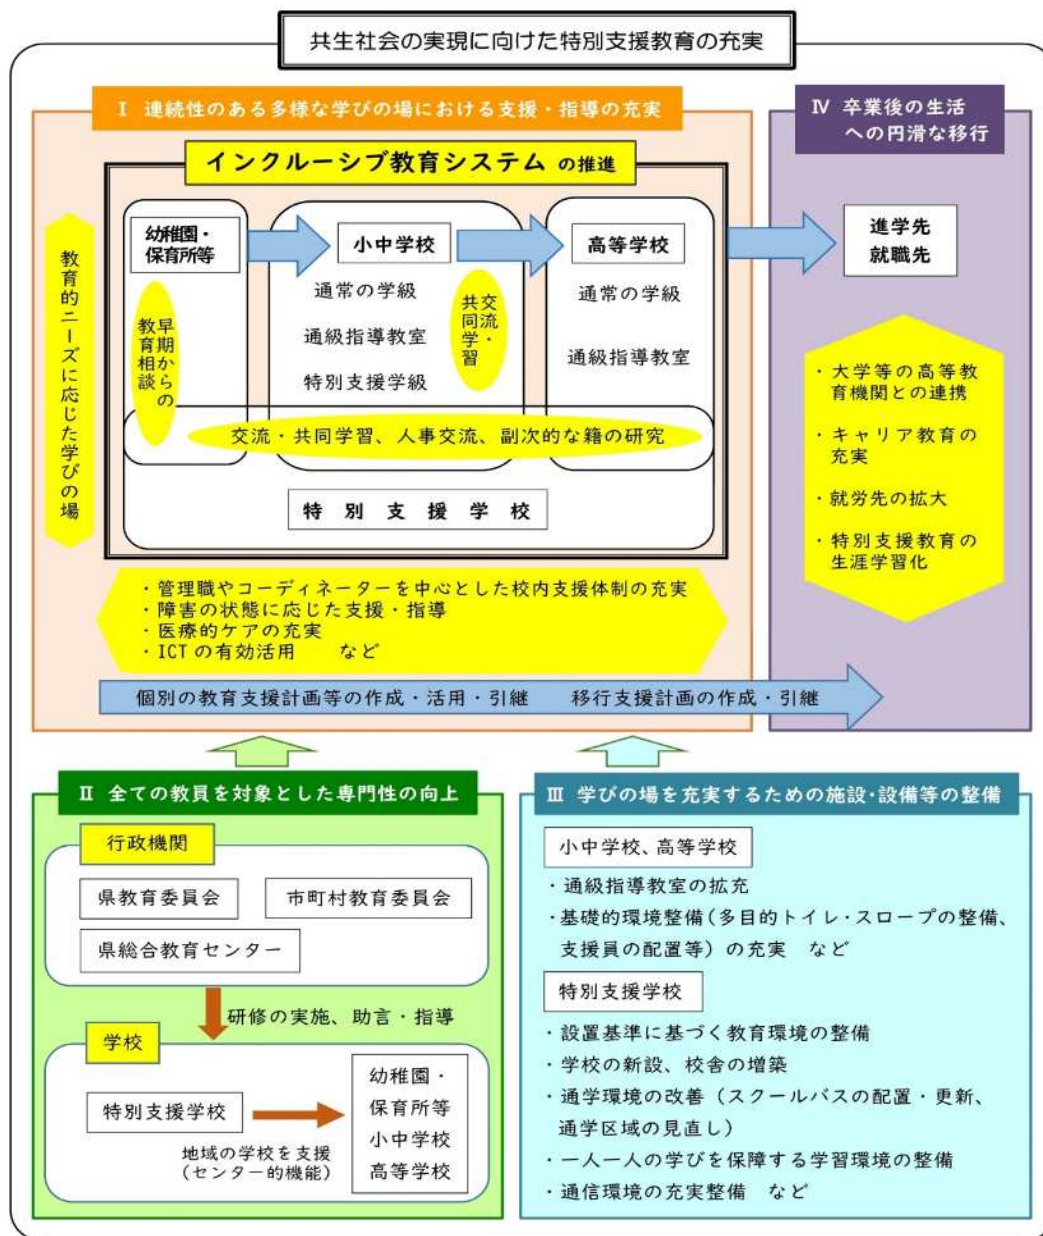 共生社会の実現に向けた特別支援教育の充実
Ⅰ 連続性のある多様な学びの場における支援・指導の充実
インクルーシブ教育システム の推進
教育的ニーズに応じた学びの場
幼稚園・
保育所等
早期からの
教育相談
小中学校
通常の学級
通級指導教室
特別支援学級
交流・
共同学習
高等学校
通常の学級
通級指導教室
交流・共同学習、人事交流、副次的な籍の研究
特別支援学校
・管理職やコーディネーターを中心とした校内支援体制の充実
・障害の状態に応じた支援・指導
・医療的ケアの充実
・ICTの有効活用　など
個別の教育支援計画等の作成・活用・引継　移行支援計画の作成・引継
Ⅳ 卒業後の生活
への円滑な移行
進学先
就職先
・大学等の高等教
育機関との連携
・キャリア教育の
充実
・就労先の拡大
・特別支援教育の
生涯学習化
Ⅱ 全ての教員を対象とした専門性の向上
行政機関
県教育委員会
市町村教育委員会
県総合教育センター
研修の実施、助言・指導
学校
特別支援学校
地域の学校を支援
（センター的機能）
幼稚園・
保育所等
小中学校
高等学校
Ⅲ 学びの場を充実するための施設・設備等の整備
小中学校、高等学校
・通級指導教室の拡充
・基礎的環境整備（多目的トイレ・スロープの整備、
支援員の配置等）の充実　など
特別支援学校
・設置基準に基づく教育環境の整備
・学校の新設、校舎の増築
・通学環境の改善（スクールバスの配置・更新、
通学区域の見直し）
・一人一人の学びを保障する学習環境の整備
・通信環境の充実整備　など